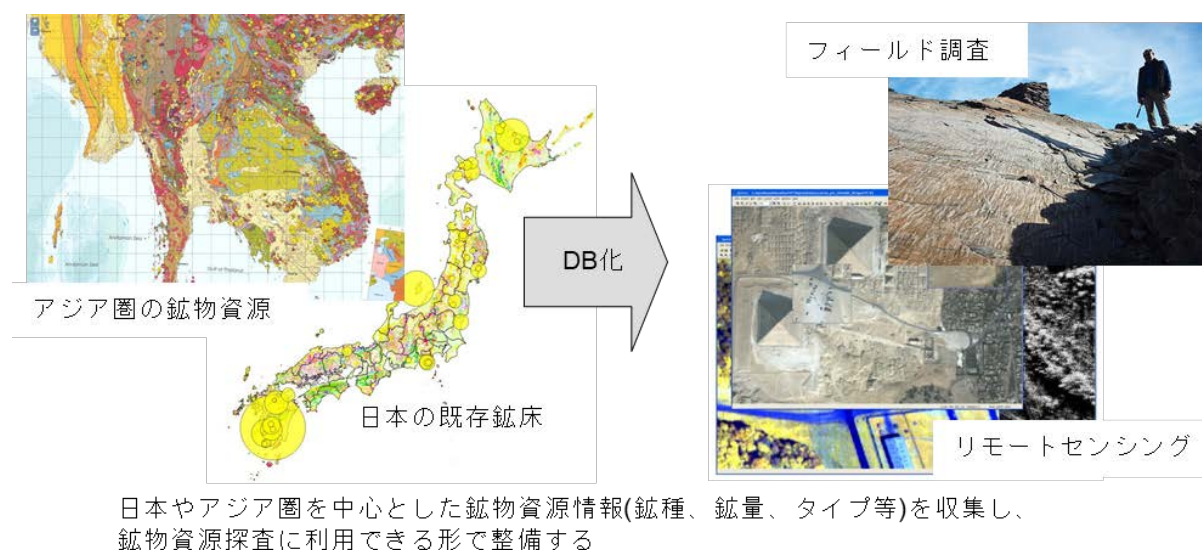 フィールド調査
アジア圏の鉱物資源
DB化
日本の既存鉱床
リモートセンシング
日本やアジア圏を中心とした鉱物資源情報(鉱種、鉱量、タイプ等)を収集し、
鉱物資源探査に利用できる形で整備する